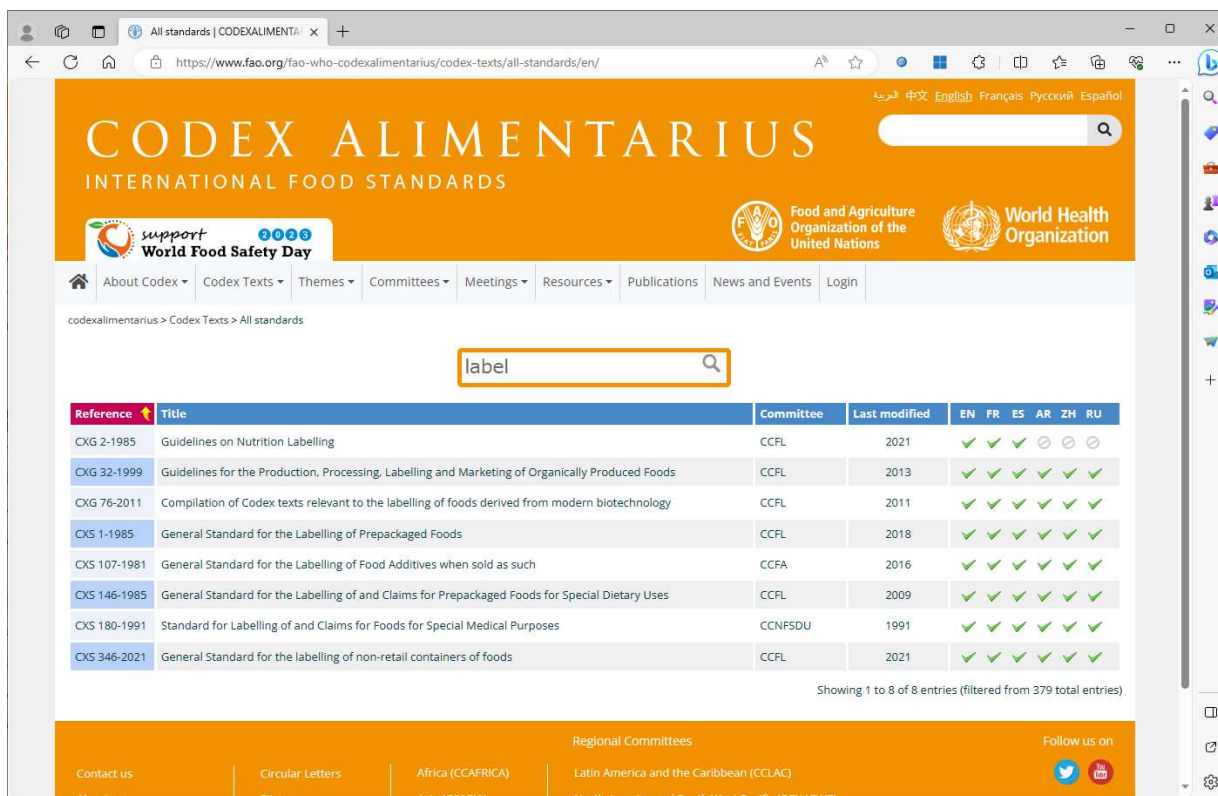 All standards | CODEXALIMENTA
https://www.fao.org/fao-who-codexalimentarius/codex-texts/all-standards/en/
العربية 中文 English Français Русский Español
CODEX ALIMENTARIUS
INTERNATIONAL FOOD STANDARDS
support 2023
World Food Safety Day
Food and Agriculture
Organization of the
United Nations
World Health
Organization
About Codex Codex Texts Themes Committees Meetings Resources Publications News and Events Login
codexalimentarius > Codex Texts > All standards
label
Reference Title Committee Last modified EN FR ES AR ZH RU
CXG 2-1985 Guidelines on Nutrition Labelling CCFL 2021
CXG 32-1999 Guidelines for the Production, Processing, Labelling and Marketing of Organically Produced Foods CCFL 2013
CXG 76-2011 Compilation of Codex texts relevant to the labelling of foods derived from modern biotechnology CCFL 2011
CXS 1-1985 General Standard for the Labelling of Prepackaged Foods CCFL 2018
CXS 107-1981 General Standard for the Labelling of Food Additives when sold as such CCFA 2016
CXS 146-1985 General Standard for the Labelling of and Claims for Prepackaged Foods for Special Dietary Uses CCFL 2009
CXS 180-1991 Standard for Labelling of and Claims for Foods for Special Medical Purposes CCNFSDU 1991
CXS 346-2021 General Standard for the labelling of non-retail containers of foods CCFL 2021
Showing 1 to 8 of 8 entries (filtered from 379 total entries)
Regional Committees Follow us on
Contact us Circular Letters Africa (CCAFRICA) Latin America and the Caribbean (CCLAC)